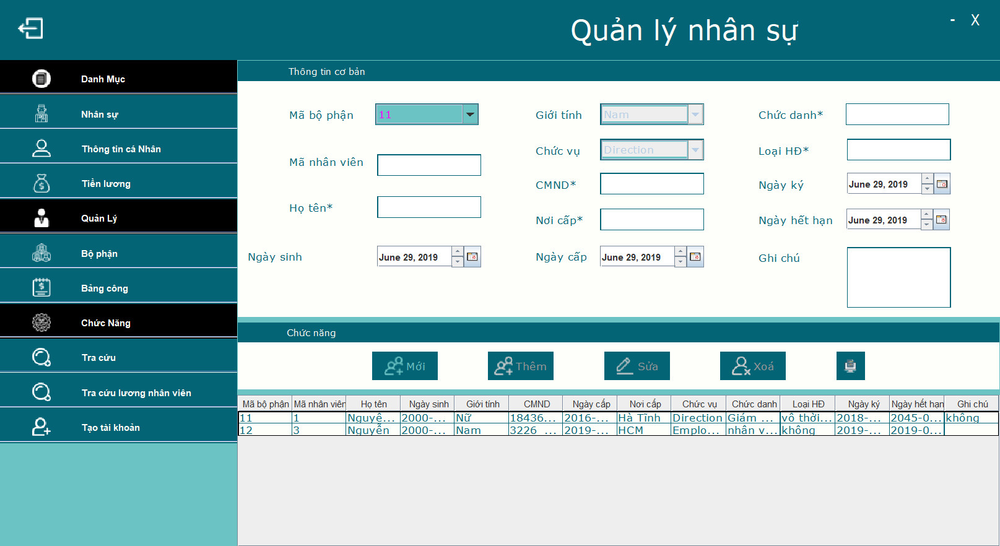 Quản lý nhân sự
- X
Danh Mục
Nhân sự
Thông tin cá Nhân
Tiền lương
Quản Lý
Bộ phận
Bảng công
Chức Năng
Tra cứu
Tra cứu lương nhân viên
Tạo tài khoản
Thông tin cơ bản
Mã bộ phận 11
Mã nhân viên
Họ tên*
Ngày sinh June 29, 2019
Giới tính Nam
Chức vụ Direction
CMND*
Nơi cấp*
Ngày cấp June 29, 2019
Chức danh*
Loại HĐ*
Ngày ký June 29, 2019
Ngày hết hạn June 29, 2019
Ghi chú
Chức năng
Mới Thêm Sửa Xoá
Mã bộ phận Mã nhân viên Họ tên Ngày sinh Giới tính CMND Ngày cấp Nơi cấp Chức vụ Chức danh Loại HĐ Ngày ký Ngày hết hạn Ghi chú
11 1 Nguyễ... 2000-... Nữ 18436... 2016-... Hà Tĩnh Direction Giám ... vô thời... 2018-... 2045-0... không
12 3 Nguyễn 2000-... Nam 3226 ... 2019-... HCM Emplo... nhân v... không 2019-... 2019-0...